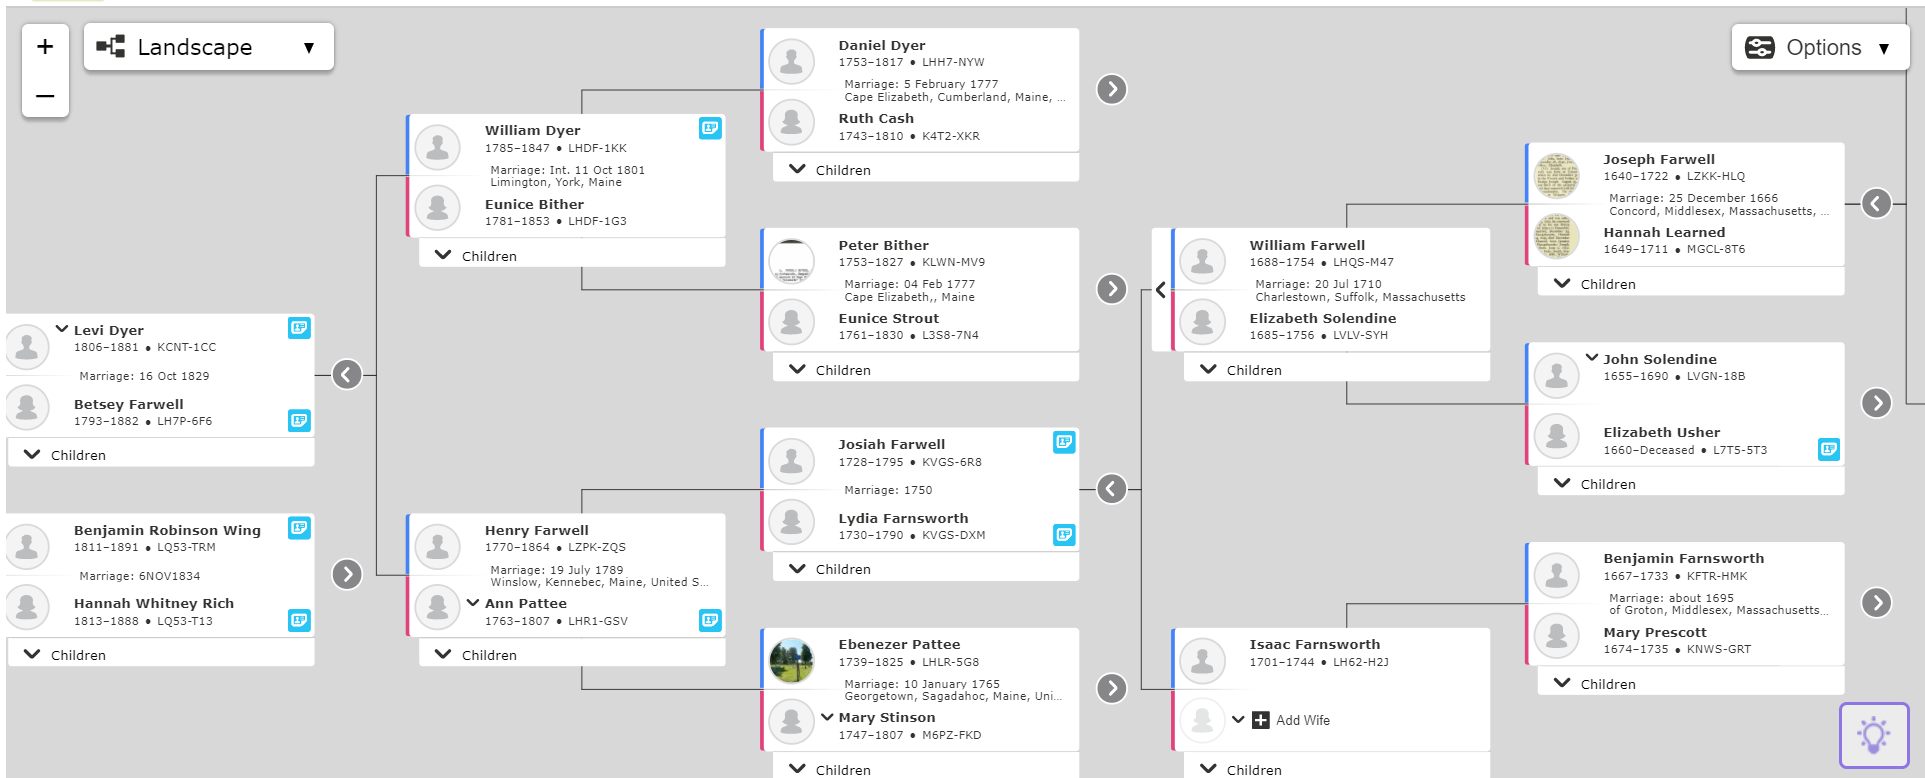 +
−
Landscape ▼
Options ▼
Levi Dyer
1806–1881 • KCNT-1CC
Marriage: 16 Oct 1829
Betsey Farwell
1793–1882 • LH7P-6F6
Children
Benjamin Robinson Wing
1811–1891 • LQ53-TRM
Marriage: 6NOV1834
Hannah Whitney Rich
1813–1888 • LQ53-T13
Children
William Dyer
1785–1847 • LHDF-1KK
Marriage: Int. 11 Oct 1801
Limington, York, Maine
Eunice Bither
1781–1853 • LHDF-1G3
Children
Henry Farwell
1770–1864 • LZPK-ZQS
Marriage: 19 July 1789
Winslow, Kennebec, Maine, United S...
Ann Pattee
1763–1807 • LHR1-GSV
Children
Daniel Dyer
1753–1817 • LHH7-NYW
Marriage: 5 February 1777
Cape Elizabeth, Cumberland, Maine, ...
Ruth Cash
1743–1810 • K4T2-XKR
Children
Peter Bither
1753–1827 • KLWN-MV9
Marriage: 04 Feb 1777
Cape Elizabeth,, Maine
Eunice Strout
1761–1830 • L3S8-7N4
Children
Josiah Farwell
1728–1795 • KVGS-6R8
Marriage: 1750
Lydia Farnsworth
1730–1790 • KVGS-DXM
Children
Ebenezer Pattee
1739–1825 • LHLR-5G8
Marriage: 10 January 1765
Georgetown, Sagadahoc, Maine, Uni...
Mary Stinson
1747–1807 • M6PZ-FKD
Children
William Farwell
1688–1754 • LHQS-M47
Marriage: 20 Jul 1710
Charlestown, Suffolk, Massachusetts
Elizabeth Solendine
1685–1756 • LVLV-SYH
Children
Isaac Farnsworth
1701–1744 • LH62-H2J
Add Wife
Children
Joseph Farwell
1640–1722 • LZKK-HLQ
Marriage: 25 December 1666
Concord, Middlesex, Massachusetts, ...
Hannah Learned
1649–1711 • MGCL-8T6
Children
John Solendine
1655–1690 • LVGN-18B
Elizabeth Usher
1660–Deceased • L7T5-5T3
Children
Benjamin Farnsworth
1667–1733 • KFTR-HMK
Marriage: about 1695
of Groton, Middlesex, Massachusetts...
Mary Prescott
1674–1735 • KNWS-GRT
Children